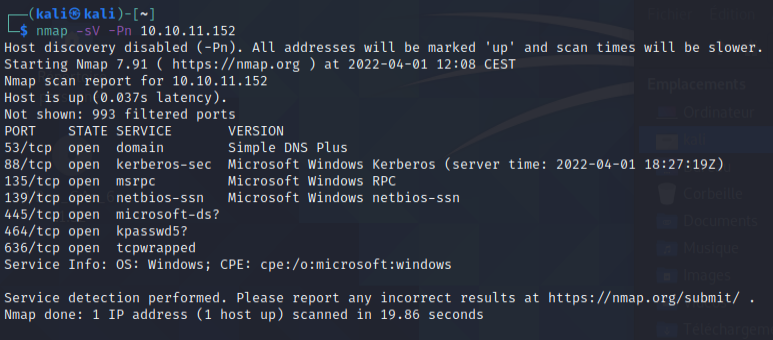 (kali㉿kali)-[~]
$ nmap -sV -Pn 10.10.11.152
Host discovery disabled (-Pn). All addresses will be marked 'up' and scan times will be slower.
Starting Nmap 7.91 ( https://nmap.org ) at 2022-04-01 12:08 CEST
Nmap scan report for 10.10.11.152
Host is up (0.037s latency).
Not shown: 993 filtered ports
PORT    STATE SERVICE       VERSION
53/tcp  open  domain        Simple DNS Plus
88/tcp  open  kerberos-sec  Microsoft Windows Kerberos (server time: 2022-04-01 18:27:19Z)
135/tcp open  msrpc         Microsoft Windows RPC
139/tcp open  netbios-ssn   Microsoft Windows netbios-ssn
445/tcp open  microsoft-ds?
464/tcp open  kpasswd5?
636/tcp open  tcpwrapped
Service Info: OS: Windows; CPE: cpe:/o:microsoft:windows
Service detection performed. Please report any incorrect results at https://nmap.org/submit/ .
Nmap done: 1 IP address (1 host up) scanned in 19.86 seconds
Emplacements
Ordinateur
Corbeille
Documents
Musique
Images